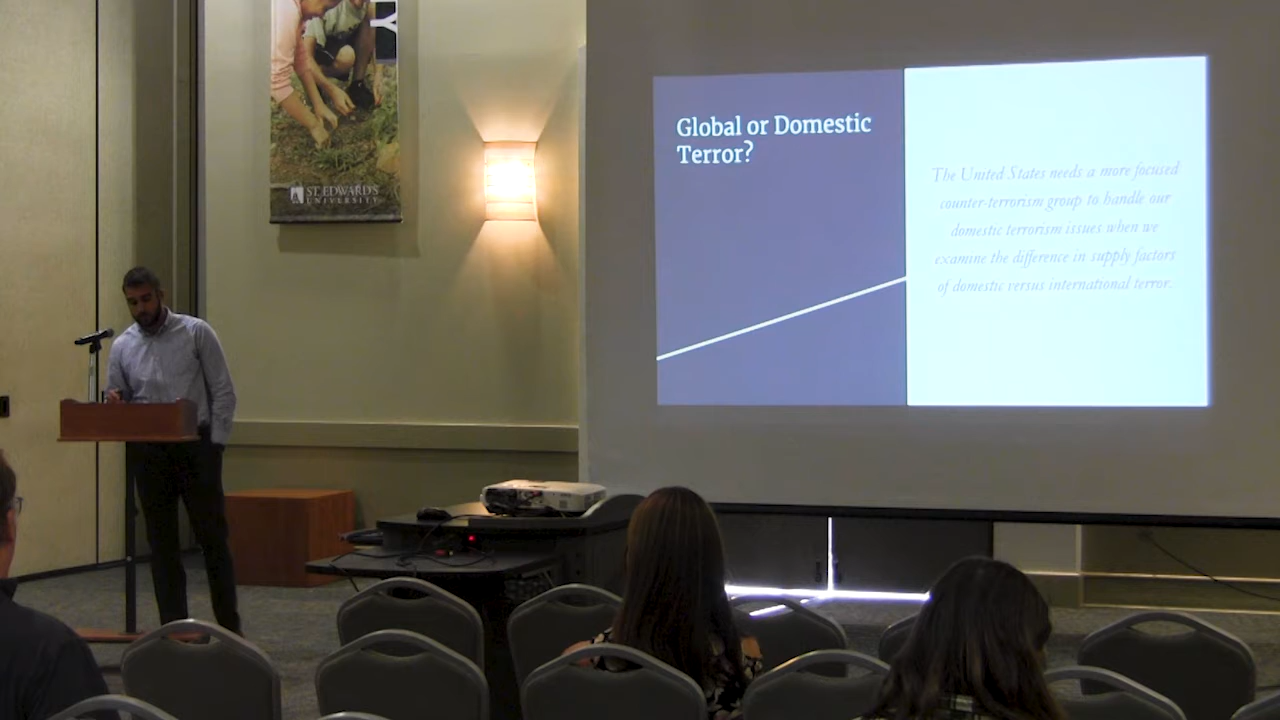 Y
ST. EDWARD'S
UNIVERSITY
Global or Domestic
Terror?
The United States needs a more focused
counter-terrorism group to handle our
domestic terrorism issues when we
examine the difference in supply factors
of domestic versus international terror.